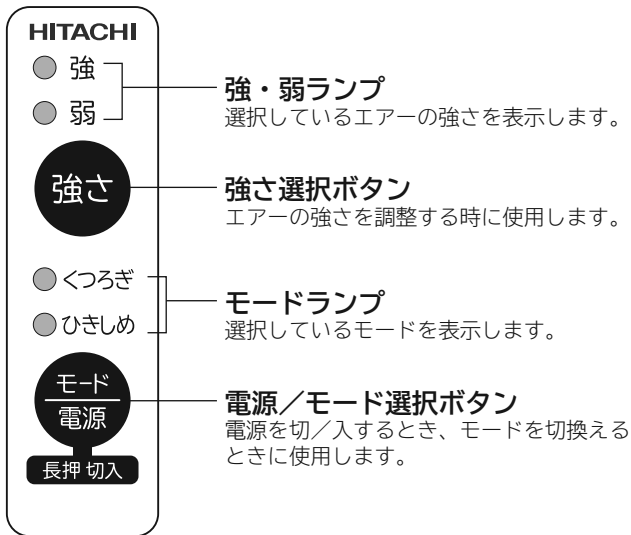 HITACHI
強
弱
強・弱ランプ
選択しているエアーの強さを表示します。
強さ
強さ選択ボタン
エアーの強さを調整する時に使用します。
くつろぎ
ひきしめ
モードランプ
選択しているモードを表示します。
モード
電源
長押 切入
電源／モード選択ボタン
電源を切／入するとき、モードを切換える
ときに使用します。